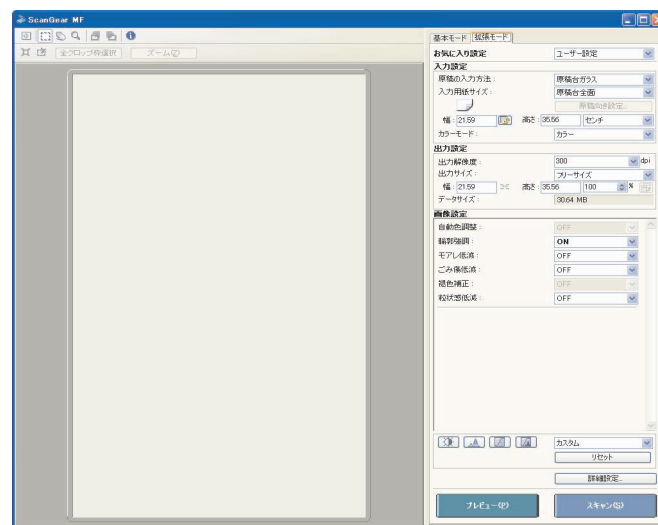 ScanGear MF
基本モード 拡張モード
全クロップ枠選択 ズーム(Z)
お気に入り設定 ユーザー設定
入力設定
原稿の入力方法： 原稿台ガラス
入力用紙サイズ： 原稿台全面
原稿向き設定...
幅：21.59 高さ：35.56 センチ
カラーモード： カラー
出力設定
出力解像度： 300 dpi
出力サイズ： フリーサイズ
幅：21.59 高さ：35.56 100 %
データサイズ： 30.64 MB
画像設定
自動色調整： OFF
輪郭強調： ON
モアレ低減： OFF
ごみ傷低減： OFF
褪色補正： OFF
粒状感低減： OFF
カスタム
リセット
詳細設定...
プレビュー(P) スキャン(S)